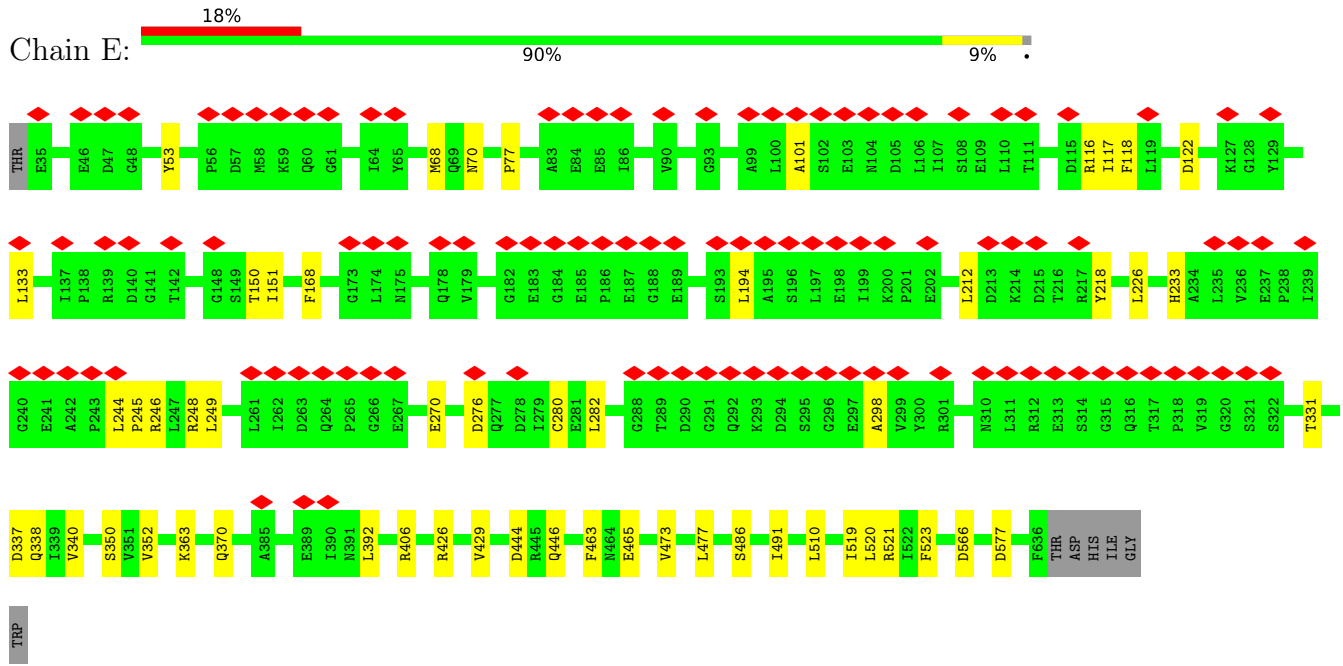 18%
Chain E:
90% 9% •
THR E35 E46 D47 G48 Y53 P56 D57 M58 K59 Q60 G61 I64 Y65 M68 Q69 N70 P77 A83 E84 E85 I86 V90 G93 A99 L100 A101 S102 E103 N104 D105 L106 I107 S108 E109 L110 T111 D115 R116 I117 F118 L119 D122 K127 G128 Y129
L133 I137 P138 R139 D140 G141 T142 G148 S149 T150 I151 F168 G173 L174 N175 Q178 V179 G182 E183 G184 E185 P186 E187 G188 E189 S193 L194 A195 S196 L197 E198 I199 K200 P201 E202 L212 D213 K214 D215 T216 R217 Y218 L226 H233 A234 L235 V236 E237 P238 I239
G240 E241 A242 P243 L244 P245 R246 L247 R248 L249 L261 I262 D263 Q264 P265 G266 E267 E270 D276 Q277 D278 I279 C280 E281 L282 G288 T289 D290 G291 Q292 K293 D294 S295 G296 E297 A298 V299 Y300 R301 N310 L311 R312 E313 S314 G315 Q316 T317 P318 V319 G320 S321 S322 T331
D337 Q338 I339 V340 S350 V351 V352 K363 Q370 A385 E389 I390 N391 L392 R406 R426 V429 D444 R445 Q446 F463 N464 E465 V473 L477 S486 I491 L510 I519 L520 R521 I522 F523 D566 D577 F636 THR ASP HIS ILE GLY
TRP